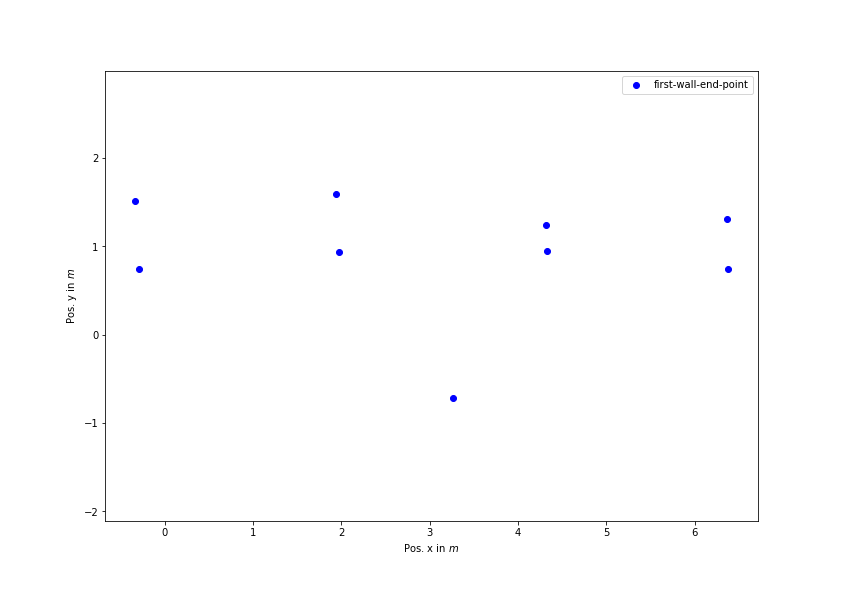 first-wall-end-point
2
1
0
−1
−2
Pos. y in m
0 1 2 3 4 5 6
Pos. x in m